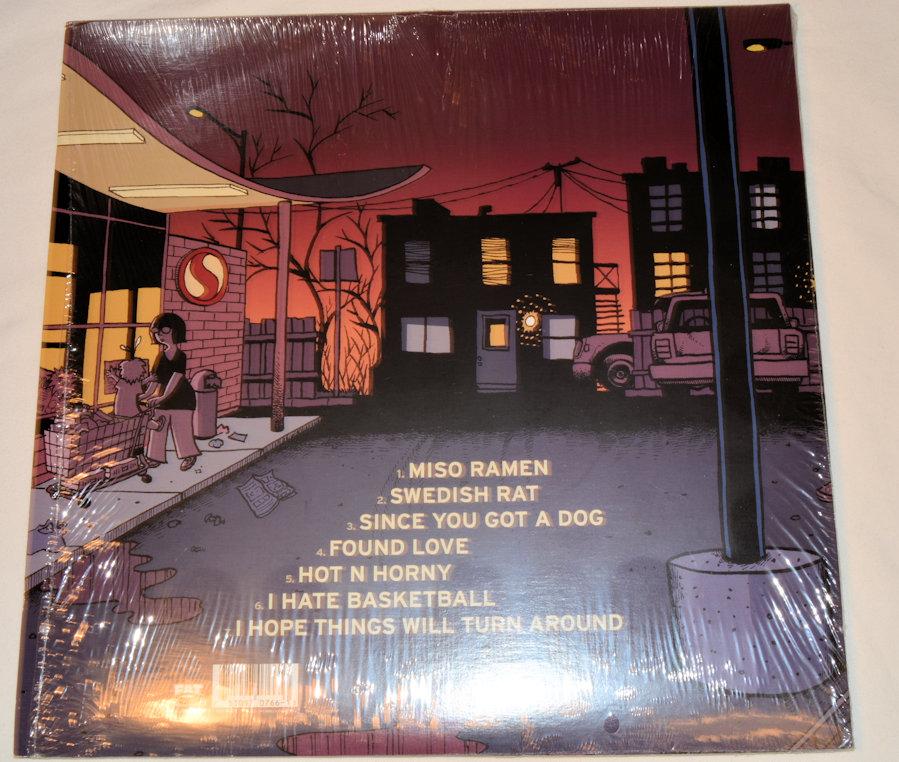 1. MISO RAMEN
2. SWEDISH RAT
3. SINCE YOU GOT A DOG
4. FOUND LOVE
5. HOT N HORNY
6. I HATE BASKETBALL
I HOPE THINGS WILL TURN AROUND
FAT